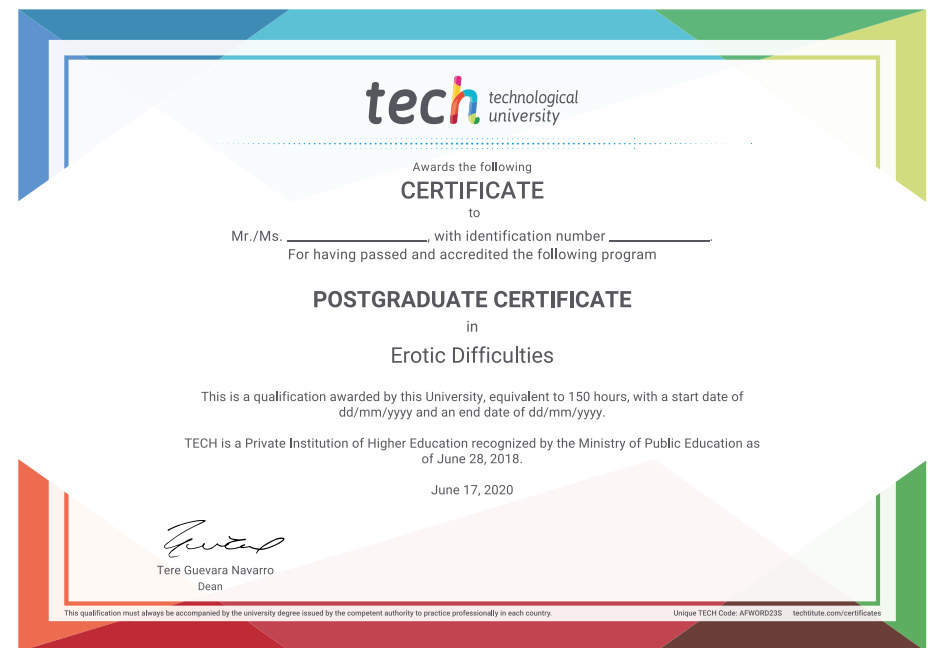 tech technological
university
Awards the following
CERTIFICATE
to
Mr./Ms. ____________, with identification number ____________.
For having passed and accredited the following program
POSTGRADUATE CERTIFICATE
in
Erotic Difficulties
This is a qualification awarded by this University, equivalent to 150 hours, with a start date of
dd/mm/yyyy and an end date of dd/mm/yyyy.
TECH is a Private Institution of Higher Education recognized by the Ministry of Public Education as
of June 28, 2018.
June 17, 2020
Tere Guevara Navarro
Dean
This qualification must always be accompanied by the university degree issued by the competent authority to practice professionally in each country.
Unique TECH Code: AFWORD23S techtitute.com/certificates